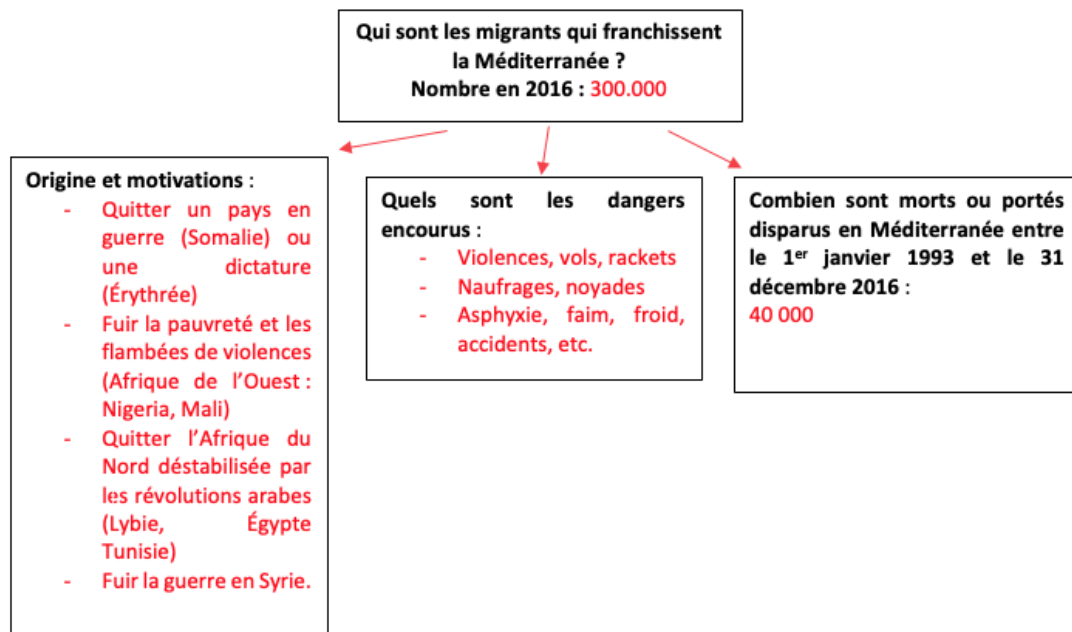 Qui sont les migrants qui franchissent
la Méditerranée ?
Nombre en 2016 : 300.000
Origine et motivations :
- Quitter un pays en
guerre (Somalie) ou
une dictature
(Érythrée)
- Fuir la pauvreté et les
flambées de violences
(Afrique de l’Ouest :
Nigeria, Mali)
- Quitter l’Afrique du
Nord déstabilisée par
les révolutions arabes
(Lybie, Égypte
Tunisie)
- Fuir la guerre en Syrie.
Quels sont les dangers
encourus :
- Violences, vols, rackets
- Naufrages, noyades
- Asphyxie, faim, froid,
accidents, etc.
Combien sont morts ou portés
disparus en Méditerranée entre
le 1er janvier 1993 et le 31
décembre 2016 :
40 000